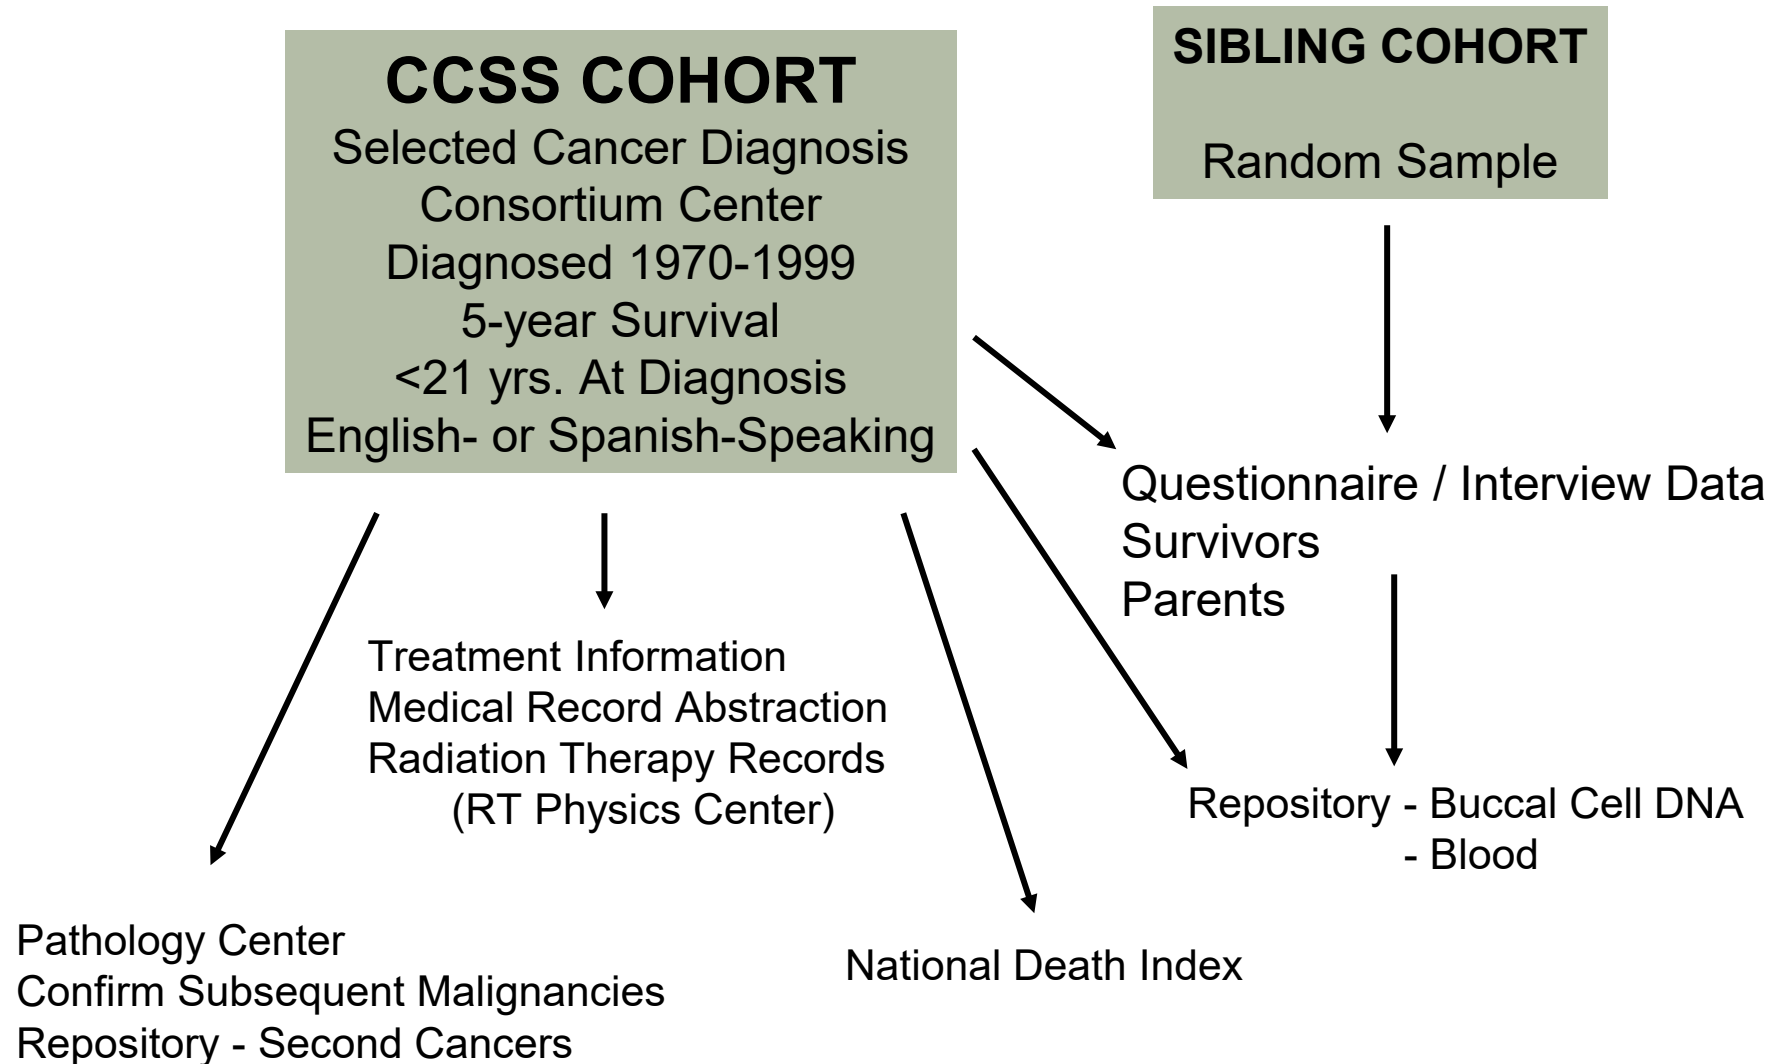 CCSS COHORT
Selected Cancer Diagnosis
Consortium Center
Diagnosed 1970-1999
5-year Survival
<21 yrs. At Diagnosis
English- or Spanish-Speaking
SIBLING COHORT
Random Sample
Questionnaire / Interview Data
Survivors
Parents
Treatment Information
Medical Record Abstraction
Radiation Therapy Records
(RT Physics Center)
Repository - Buccal Cell DNA
- Blood
Pathology Center
Confirm Subsequent Malignancies
Repository - Second Cancers
National Death Index